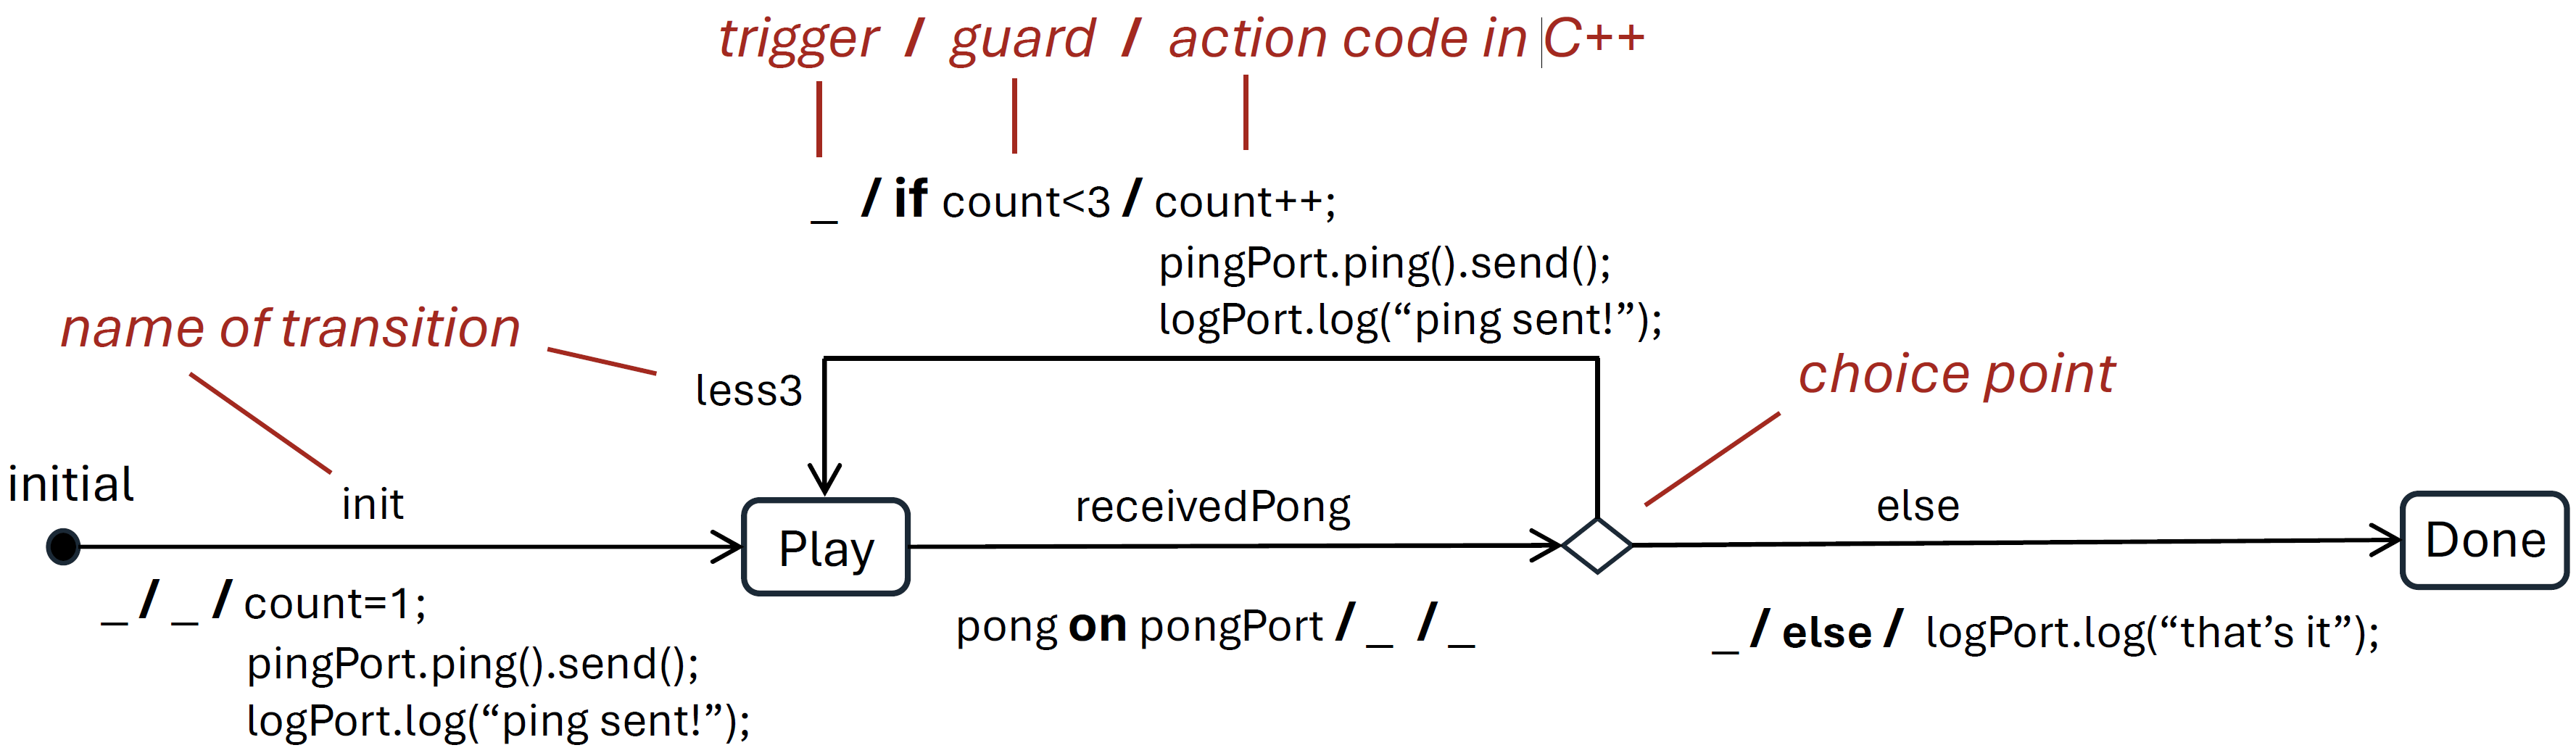 trigger / guard / action code in C++
_ / if count<3 / count++;
pingPort.ping().send();
logPort.log(“ping sent!”);
name of transition
less3
choice point
initial
init
receivedPong
else
Play
Done
_ / _ / count=1;
pingPort.ping().send();
logPort.log(“ping sent!”);
pong on pongPort / _ / _
_ / else / logPort.log(“that’s it”);